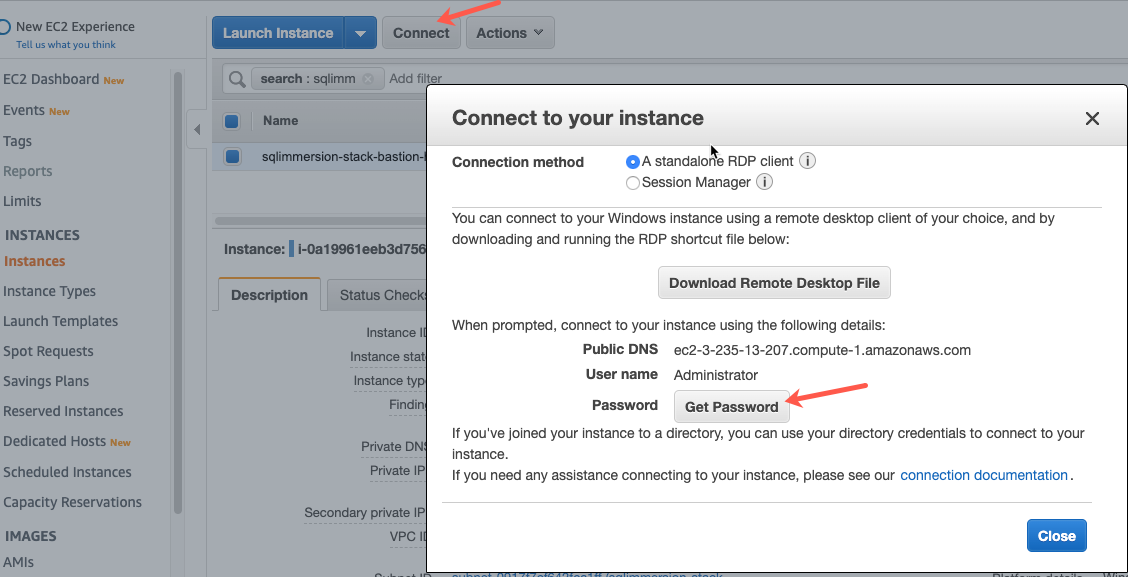 New EC2 Experience
Tell us what you think
EC2 Dashboard New
Events New
Tags
Reports
Limits
INSTANCES
Instances
Instance Types
Launch Templates
Spot Requests
Savings Plans
Reserved Instances
Dedicated Hosts New
Scheduled Instances
Capacity Reservations
IMAGES
AMIs
Launch Instance
Connect
Actions
search : sqlimm
Add filter
Name
sqlimmersion-stack-bastion-
Instance: i-0a19961eeb3d756
Description
Status Checks
Instance ID
Instance stat
Instance typ
Finding
Private DNS
Private IP
Secondary private IP
VPC ID
Subnet ID
Connect to your instance
Connection method
A standalone RDP client
Session Manager
You can connect to your Windows instance using a remote desktop client of your choice, and by
downloading and running the RDP shortcut file below:
Download Remote Desktop File
When prompted, connect to your instance using the following details:
Public DNS ec2-3-235-13-207.compute-1.amazonaws.com
User name Administrator
Password Get Password
If you've joined your instance to a directory, you can use your directory credentials to connect to your
instance.
If you need any assistance connecting to your instance, please see our connection documentation.
Close
Platform details